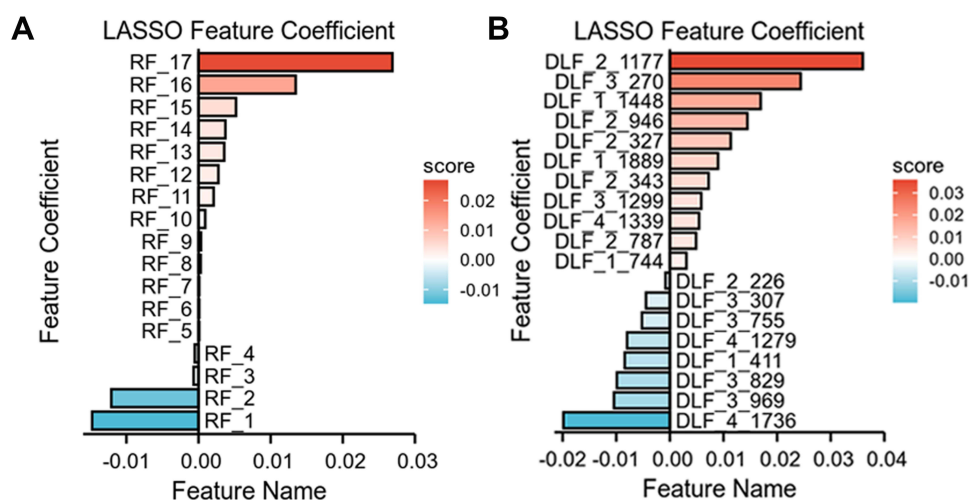 A
LASSO Feature Coefficient
Feature Coefficient
RF_17
RF_16
RF_15
RF_14
RF_13
RF_12
RF_11
RF_10
RF_9
RF_8
RF_7
RF_6
RF_5
RF_4
RF_3
RF_2
RF_1
-0.01
0.00
0.01
0.02
0.03
Feature Name
score
0.02
0.01
0.00
-0.01
B
LASSO Feature Coefficient
Feature Coefficient
DLF_2_1177
DLF_3_270
DLF_1_1448
DLF_2_946
DLF_2_327
DLF_1_1889
DLF_2_343
DLF_3_1299
DLF_4_1339
DLF_2_787
DLF_1_744
DLF_2_226
DLF_3_307
DLF_3_755
DLF_4_1279
DLF_1_411
DLF_3_829
DLF_3_969
DLF_4_1736
-0.02
-0.01
0.00
0.01
0.02
0.03
0.04
Feature Name
score
0.03
0.02
0.01
0.00
-0.01